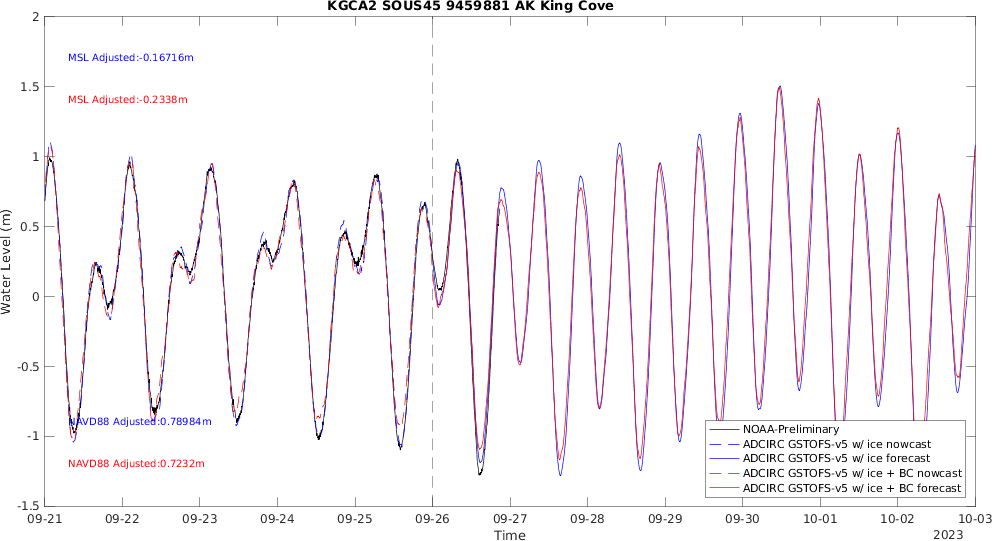 KGCA2 SOUS45 9459881 AK King Cove
MSL Adjusted:-0.16716m
MSL Adjusted:-0.2338m
NAVD88 Adjusted:0.78984m
NAVD88 Adjusted:0.7232m
Water Level (m)
2
1.5
1
0.5
0
-0.5
-1
-1.5
NOAA-Preliminary
ADCIRC GSTOFS-v5 w/ ice nowcast
ADCIRC GSTOFS-v5 w/ ice forecast
ADCIRC GSTOFS-v5 w/ ice + BC nowcast
ADCIRC GSTOFS-v5 w/ ice + BC forecast
09-21 09-22 09-23 09-24 09-25 09-26 09-27 09-28 09-29 09-30 10-01 10-02 10-03
Time
2023